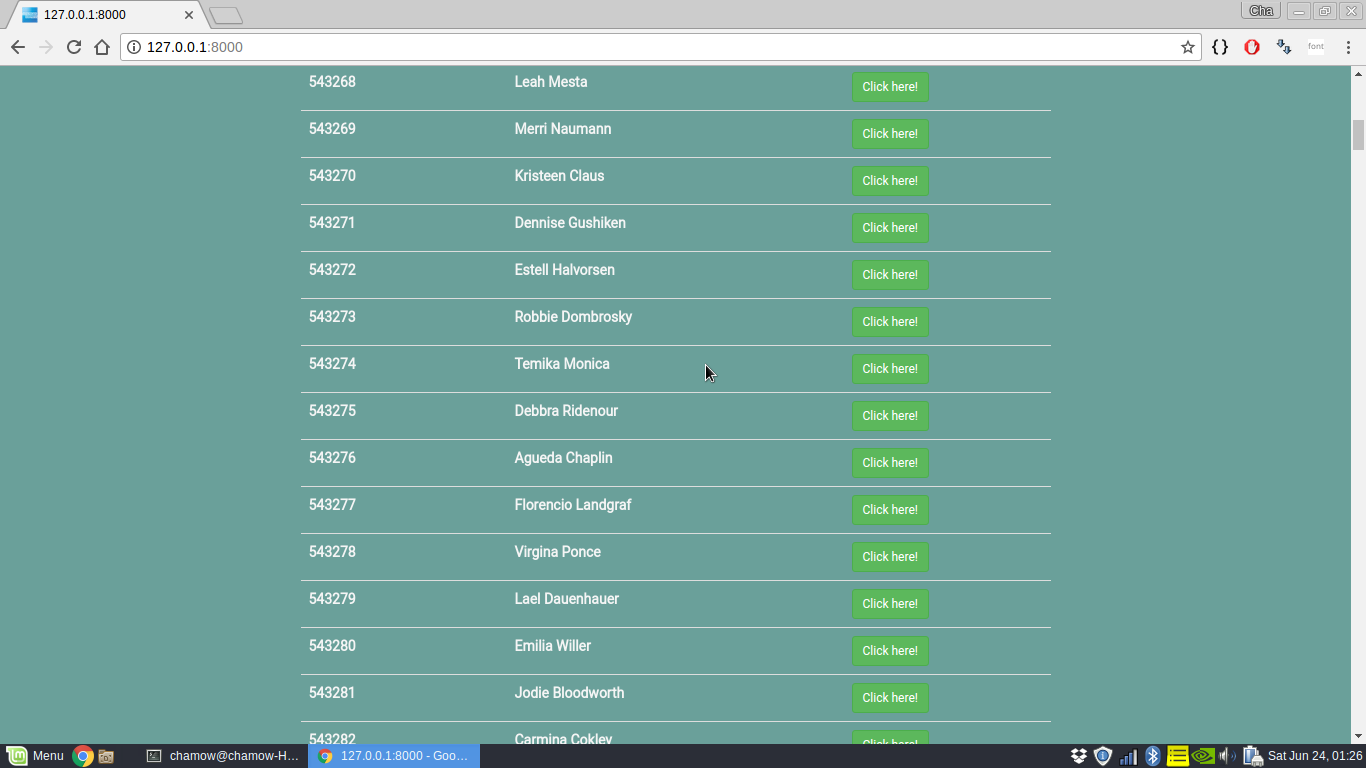 127.0.0.1:8000
Cha
127.0.0.1:8000
font
543268 Leah Mesta Click here!
543269 Merri Naumann Click here!
543270 Kristeen Claus Click here!
543271 Dennise Gushiken Click here!
543272 Estell Halvorsen Click here!
543273 Robbie Dombrosky Click here!
543274 Temika Monica Click here!
543275 Debbra Ridenour Click here!
543276 Agueda Chaplin Click here!
543277 Florencio Landgraf Click here!
543278 Virgina Ponce Click here!
543279 Lael Dauenhauer Click here!
543280 Emilia Willer Click here!
543281 Jodie Bloodworth Click here!
543282 Carmina Cokley Click here!
Menu chamow@chamow-H... 127.0.0.1:8000 - Goo... Sat Jun 24, 01:26